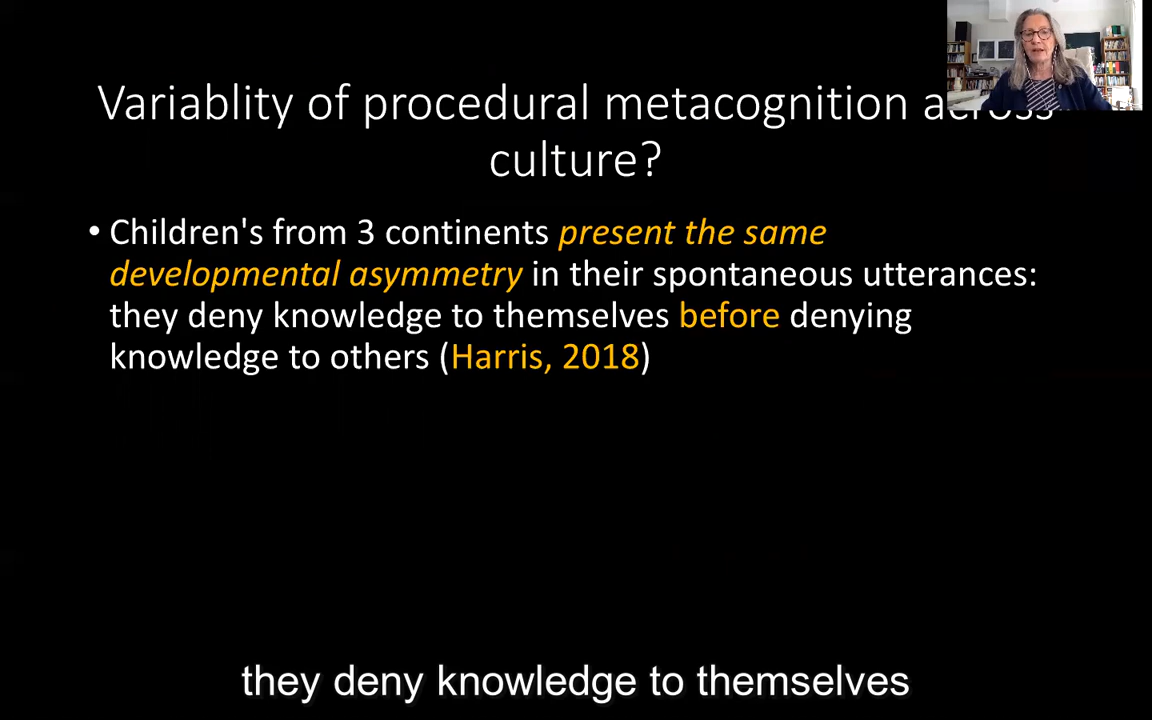 Variablity of procedural metacognition across
culture?
• Children's from 3 continents present the same
developmental asymmetry in their spontaneous utterances:
they deny knowledge to themselves before denying
knowledge to others (Harris, 2018)
they deny knowledge to themselves